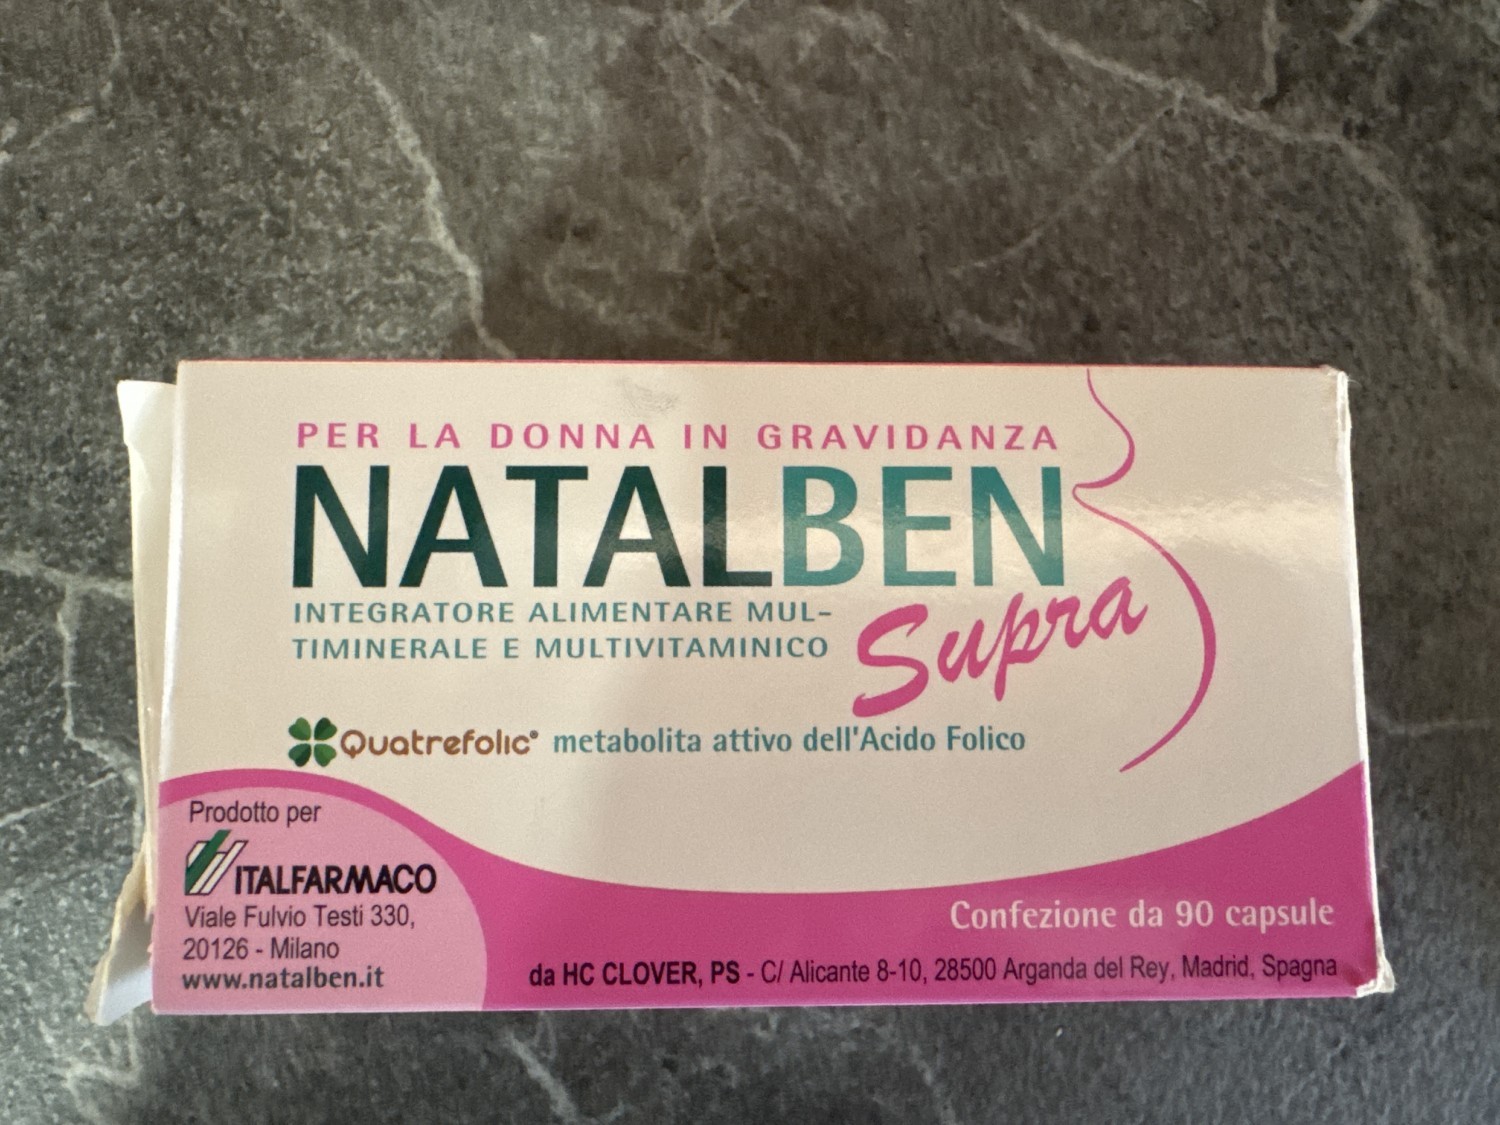 PER LA DONNA IN GRAVIDANZA
NATALBEN
Supra
INTEGRATORE ALIMENTARE MUL-
TIMINERALE E MULTIVITAMINICO
Quatrefolic® metabolita attivo dell'Acido Folico
Prodotto per
ITALFARMACO
Viale Fulvio Testi 330,
20126 - Milano
www.natalben.it
Confezione da 90 capsule
da HC CLOVER, PS - C/ Alicante 8-10, 28500 Arganda del Rey, Madrid, Spagna